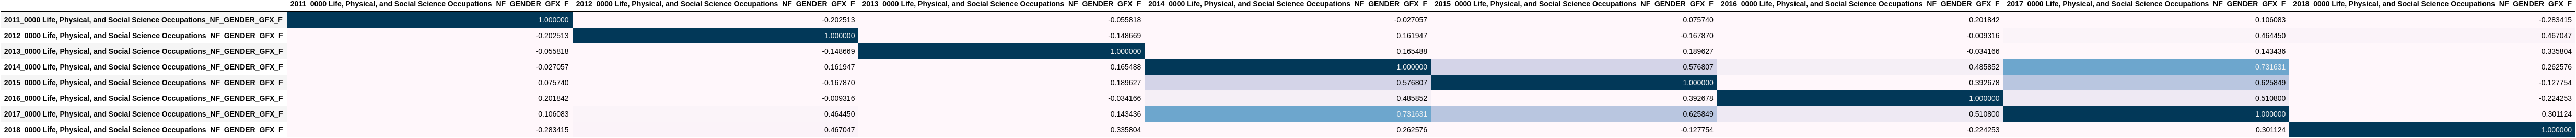 2011_0000 Life, Physical, and Social Science Occupations_NF_GENDER_GFX_F 2012_0000 Life, Physical, and Social Science Occupations_NF_GENDER_GFX_F 2013_0000 Life, Physical, and Social Science Occupations_NF_GENDER_GFX_F 2014_0000 Life, Physical, and Social Science Occupations_NF_GENDER_GFX_F 2015_0000 Life, Physical, and Social Science Occupations_NF_GENDER_GFX_F 2016_0000 Life, Physical, and Social Science Occupations_NF_GENDER_GFX_F 2017_0000 Life, Physical, and Social Science Occupations_NF_GENDER_GFX_F 2018_0000 Life, Physical, and Social Science Occupations_NF_GENDER_GFX_F
2011_0000 Life, Physical, and Social Science Occupations_NF_GENDER_GFX_F 1.000000 -0.202513 -0.055818 -0.027057 0.075740 0.201842 0.106083 -0.283415
2012_0000 Life, Physical, and Social Science Occupations_NF_GENDER_GFX_F -0.202513 1.000000 -0.148669 0.161947 -0.167870 -0.009316 0.464450 0.467047
2013_0000 Life, Physical, and Social Science Occupations_NF_GENDER_GFX_F -0.055818 -0.148669 1.000000 0.165488 0.189627 -0.034166 0.143436 0.335804
2014_0000 Life, Physical, and Social Science Occupations_NF_GENDER_GFX_F -0.027057 0.161947 0.165488 1.000000 0.576807 0.485852 0.731631 0.262576
2015_0000 Life, Physical, and Social Science Occupations_NF_GENDER_GFX_F 0.075740 -0.167870 0.189627 0.576807 1.000000 0.392678 0.625849 -0.127754
2016_0000 Life, Physical, and Social Science Occupations_NF_GENDER_GFX_F 0.201842 -0.009316 -0.034166 0.485852 0.392678 1.000000 0.510800 -0.224253
2017_0000 Life, Physical, and Social Science Occupations_NF_GENDER_GFX_F 0.106083 0.464450 0.143436 0.731631 0.625849 0.510800 1.000000 0.301124
2018_0000 Life, Physical, and Social Science Occupations_NF_GENDER_GFX_F -0.283415 0.467047 0.335804 0.262576 -0.127754 -0.224253 0.301124 1.000000